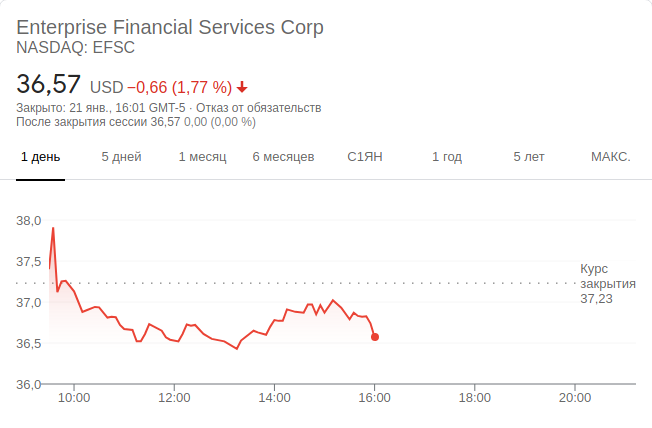 Enterprise Financial Services Corp
NASDAQ: EFSC
36,57 USD −0,66 (1,77 %)
Закрыто: 21 янв., 16:01 GMT-5 · Отказ от обязательств
После закрытия сессии 36,57 0,00 (0,00 %)
1 день 5 дней 1 месяц 6 месяцев С1ЯН 1 год 5 лет МАКС.
38,0
37,5
Курс
закрытия
37,23
37,0
36,5
36,0
10:00 12:00 14:00 16:00 18:00 20:00